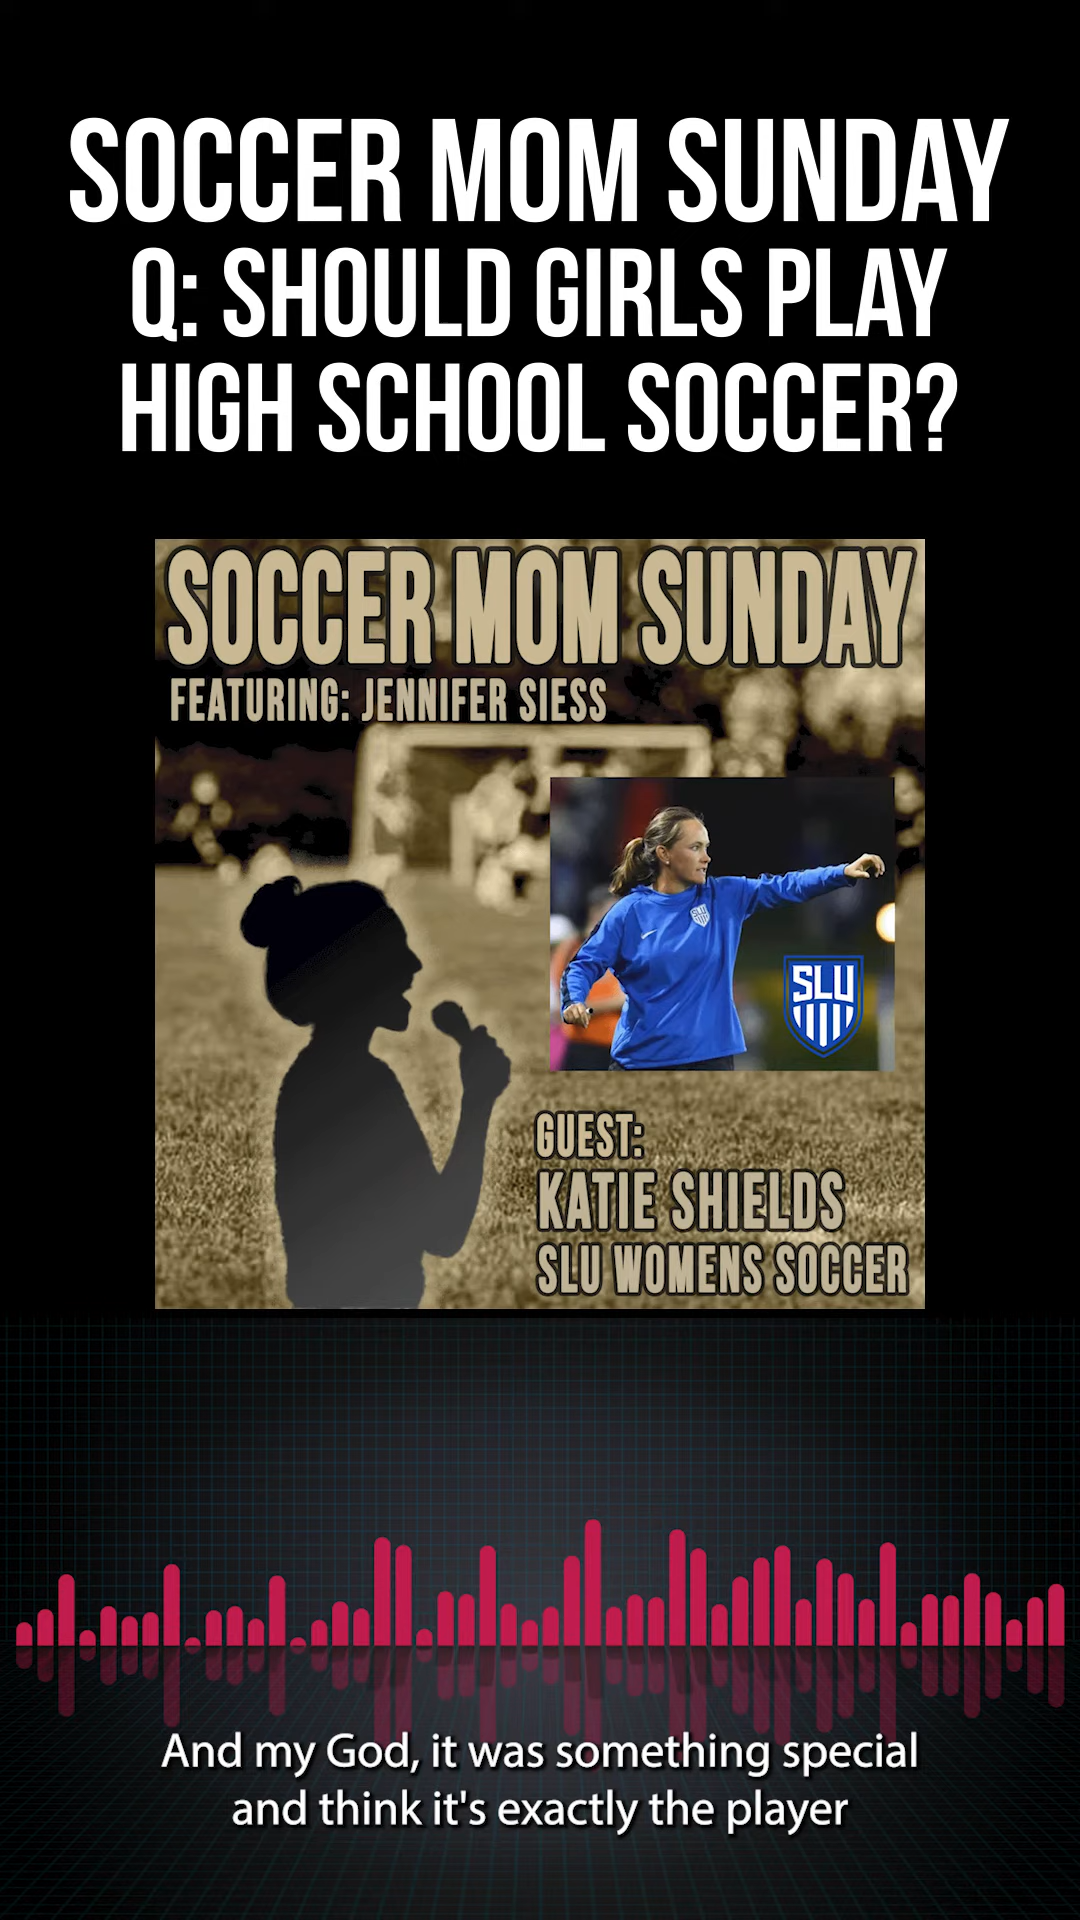 SOCCER MOM SUNDAY
Q: SHOULD GIRLS PLAY
HIGH SCHOOL SOCCER?
SOCCER MOM SUNDAY
FEATURING: JENNIFER SIESS
SLU
SLU
GUEST:
KATIE SHIELDS
SLU WOMENS SOCCER
And my God, it was something special
and think it's exactly the player